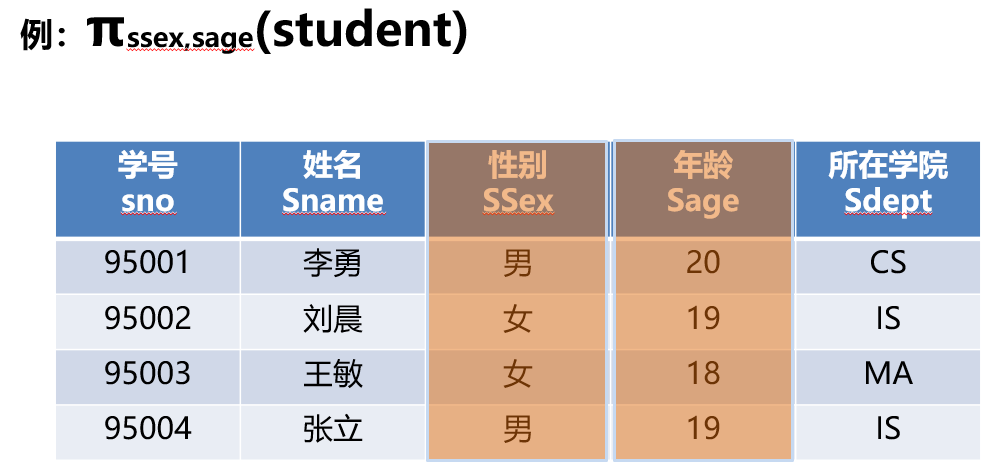 例：πssex,sage(student)
学号 姓名 性别 年龄 所在学院
sno Sname SSex Sage Sdept
95001 李勇 男 20 CS
95002 刘晨 女 19 IS
95003 王敏 女 18 MA
95004 张立 男 19 IS